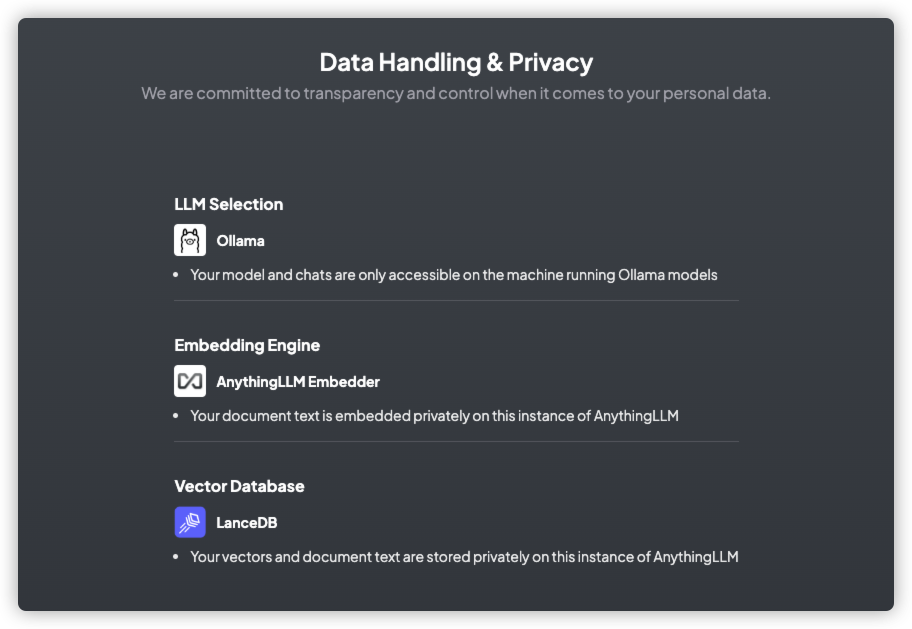 Data Handling & Privacy
We are committed to transparency and control when it comes to your personal data.
LLM Selection
Ollama
• Your model and chats are only accessible on the machine running Ollama models
Embedding Engine
AnythingLLM Embedder
• Your document text is embedded privately on this instance of AnythingLLM
Vector Database
LanceDB
• Your vectors and document text are stored privately on this instance of AnythingLLM